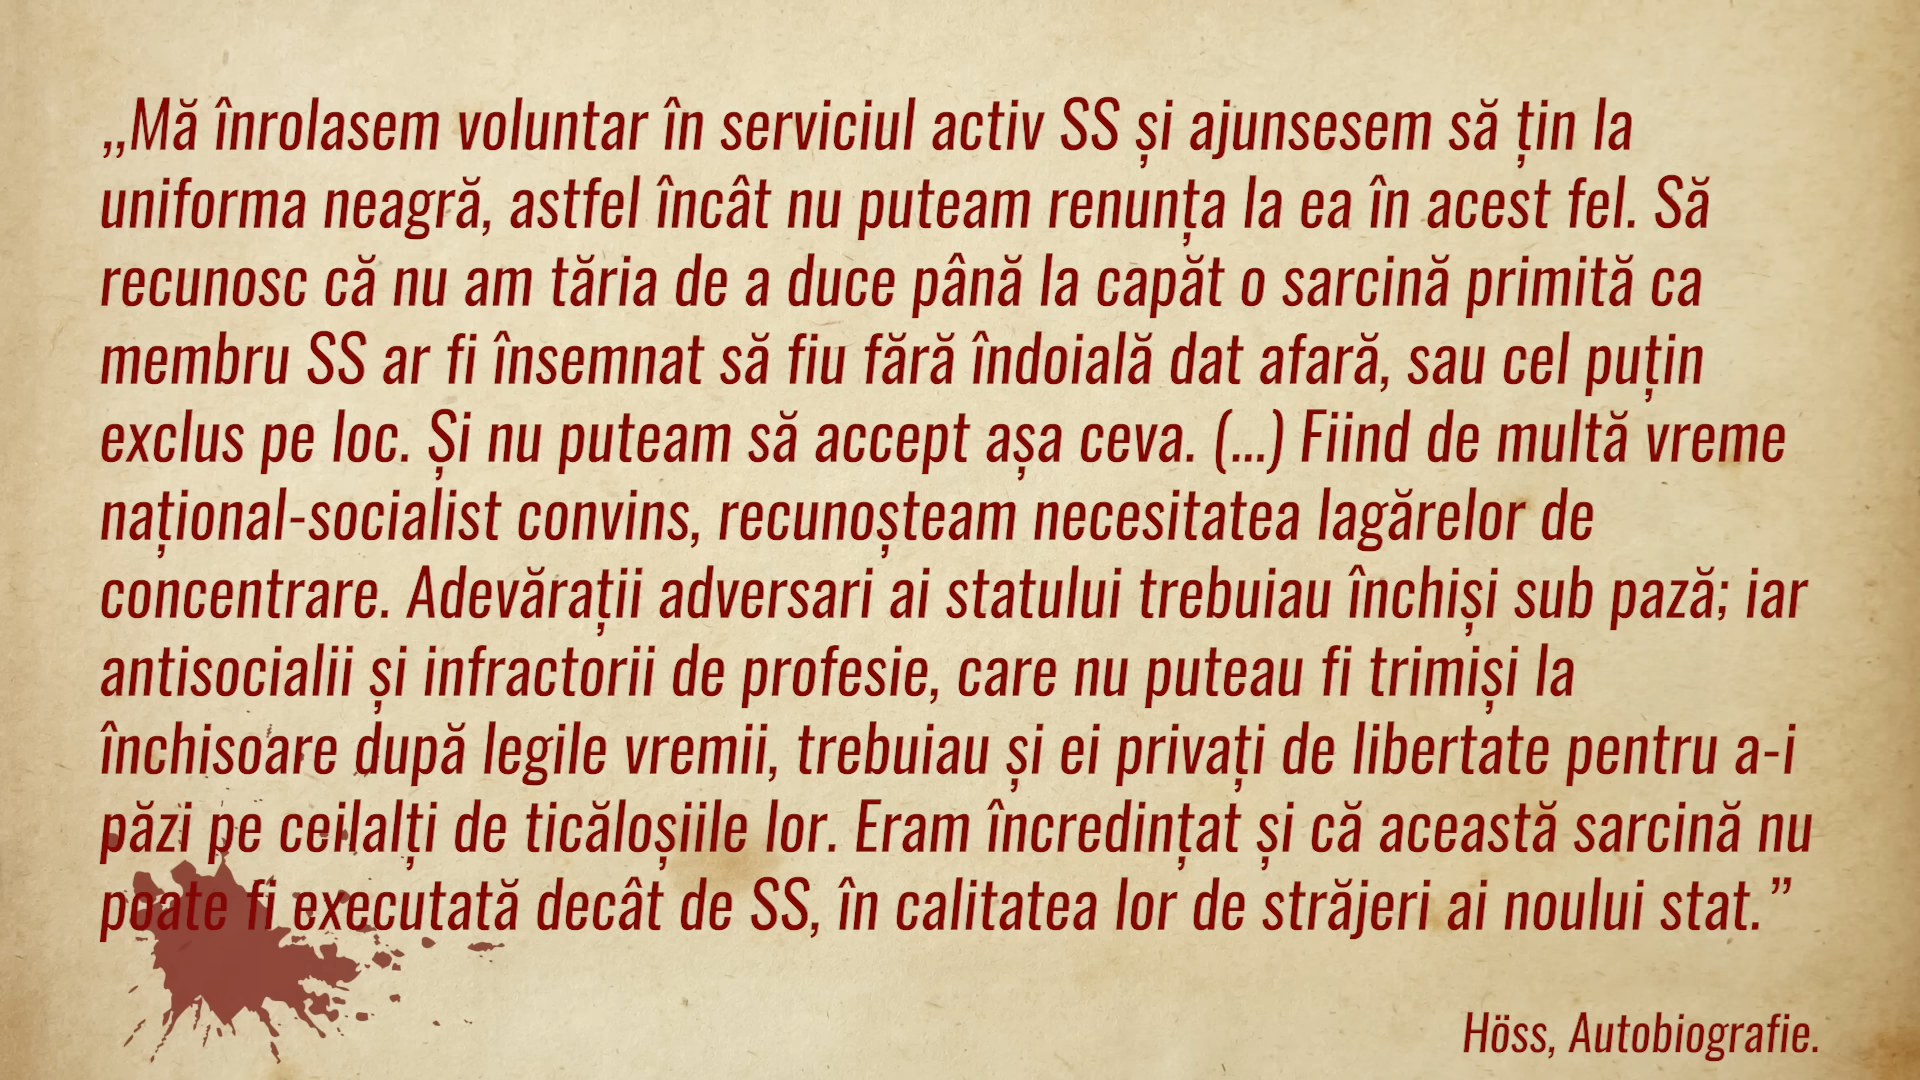 „Mă înrolasem voluntar în serviciul activ SS și ajunsesem să țin la
uniforma neagră, astfel încât nu puteam renunța la ea în acest fel. Să
recunosc că nu am tăria de a duce până la capăt o sarcină primită ca
membru SS ar fi însemnat să fiu fără îndoială dat afară, sau cel puțin
exclus pe loc. Și nu puteam să accept așa ceva. (...) Fiind de multă vreme
național-socialist convins, recunoșteam necesitatea lagărelor de
concentrare. Adevărații adversari ai statului trebuiau închiși sub pază; iar
antisocialii și infractorii de profesie, care nu puteau fi trimiși la
închisoare după legile vremii, trebuiau și ei privați de libertate pentru a-i
păzi pe ceilalți de ticăloșiile lor. Eram încredințat și că această sarcină nu
poate fi executată decât de SS, în calitatea lor de străjeri ai noului stat.”
Höss, Autobiografie.